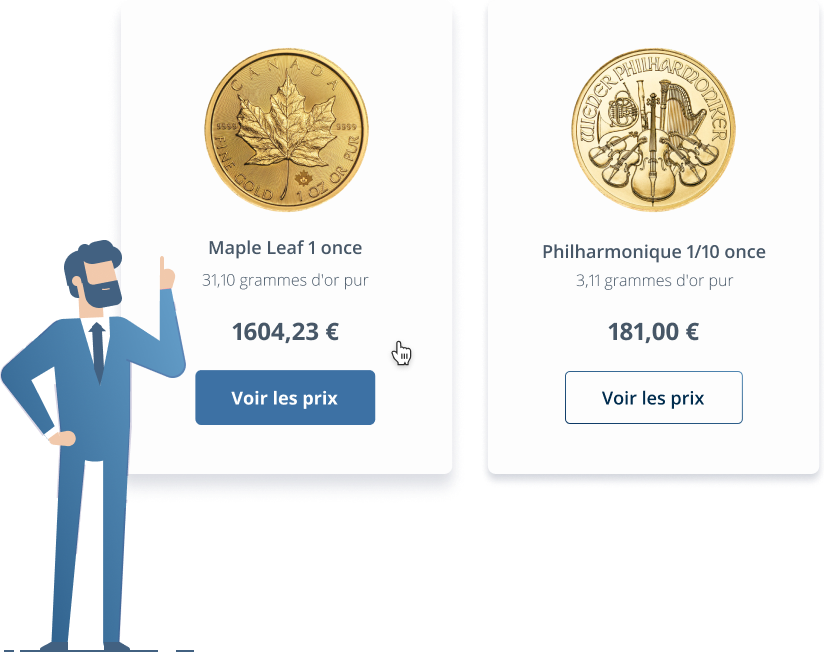 CANADA
9999 9999
FINE GOLD 1 OZ OR PUR
Maple Leaf 1 once
31,10 grammes d'or pur
1604,23 €
Voir les prix
WIENER PHILHARMONIKER
Philharmonique 1/10 once
3,11 grammes d'or pur
181,00 €
Voir les prix